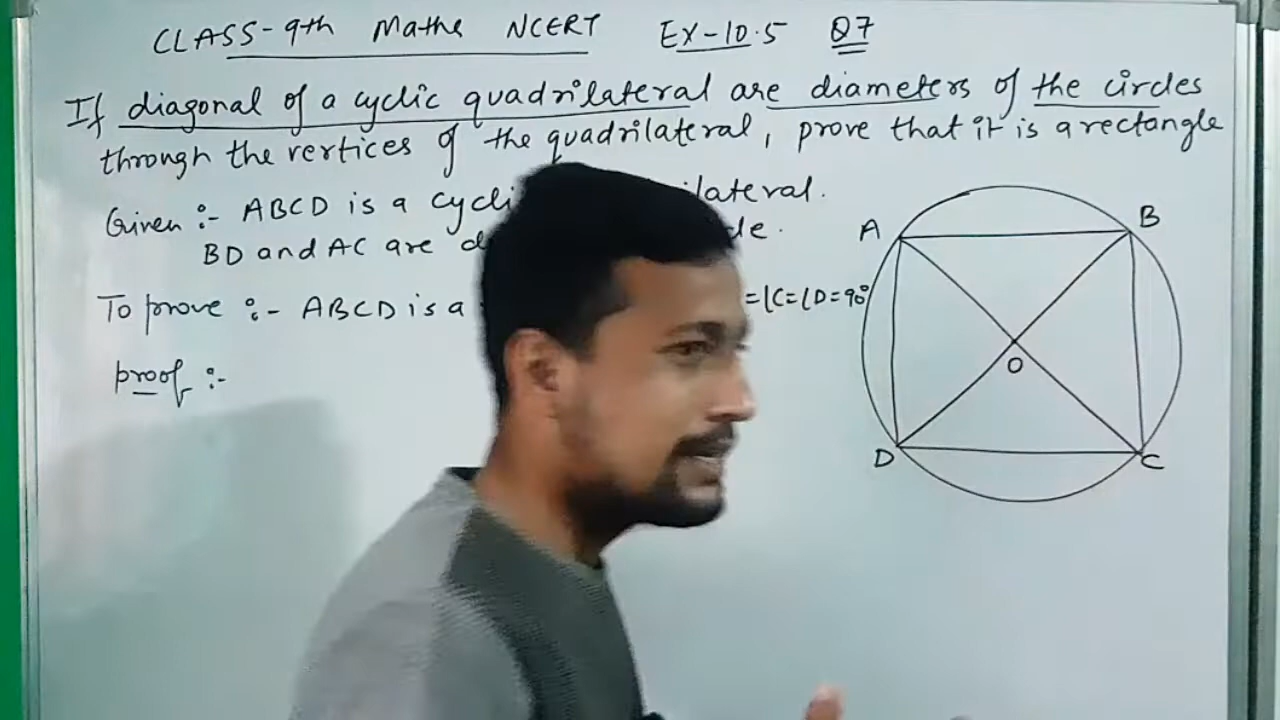 CLASS-9th Maths NCERT Ex-10.5 Q7
If diagonal of a cyclic quadrilateral are diameters of the circles
through the vertices of the quadrilateral, prove that it is a rectangle
Given :- ABCD is a ilateral.
BD and AC are
To prove :- ABCD is a =∠C=∠D=90°
proof :-
A
B
O
D
C